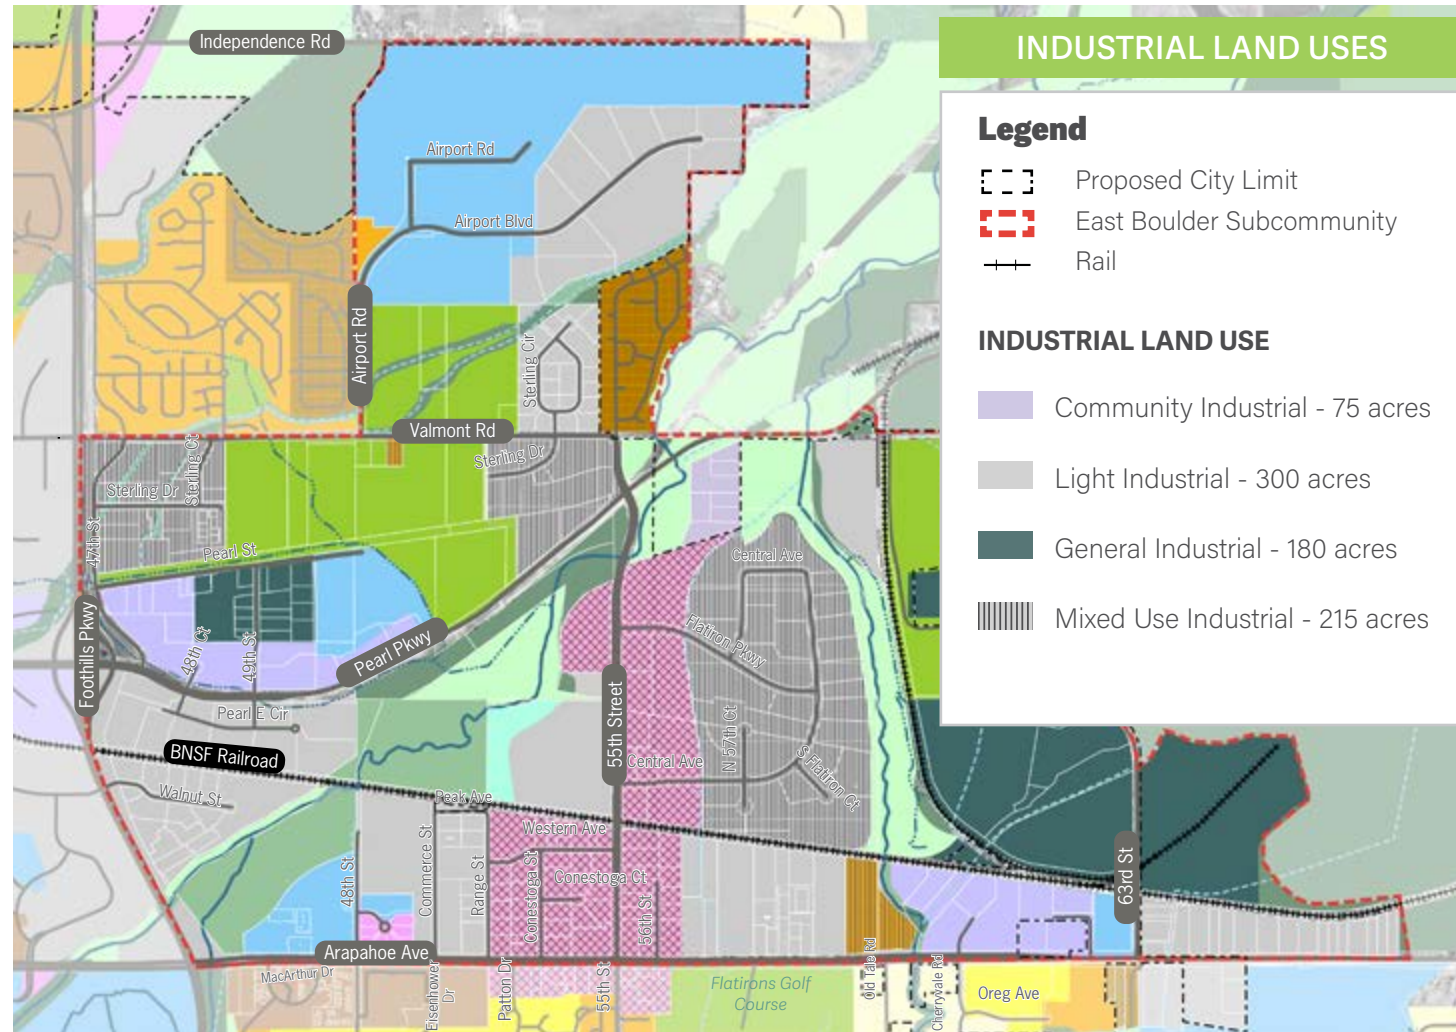 INDUSTRIAL LAND USES
Legend
Proposed City Limit
East Boulder Subcommunity
Rail
INDUSTRIAL LAND USE
Community Industrial - 75 acres
Light Industrial - 300 acres
General Industrial - 180 acres
Mixed Use Industrial - 215 acres
Independence Rd
Airport Rd
Airport Blvd
Airport Rd
Sterling Cir
Valmont Rd
Sterling Dr
Sterling Ct
Sterling Dr
47th St
Pearl St
Central Ave
Foothills Pkwy
48th Ct
49th St
Pearl Pkwy
Flatiron Pkwy
Pearl E Cir
55th Street
N 57th Ct
BNSF Railroad
Central Ave
S Flatiron Ct
Walnut St
Peak Ave
Western Ave
48th St
Commerce St
Range St
Conestoga St
Conestoga Ct
56th St
63rd St
Arapahoe Ave
MacArthur Dr
Eisenhower
Dr
Patton Dr
55th St
Flatirons Golf
Course
Old Tale Rd
Cherryvale Rd
Oreg Ave